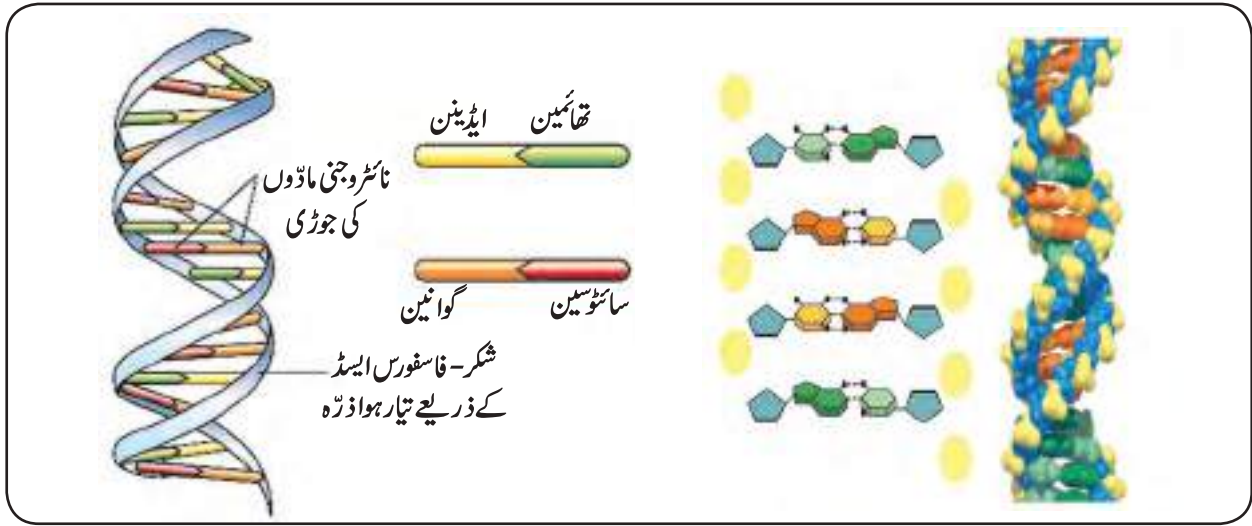 تھائمین
ایڈینن
نائٹروجنی مادّوں
کی جوڑی
سائٹوسین
گوانین
شکر - فاسفورس ایسڈ
کے ذریعے تیار ہوا ذرّہ